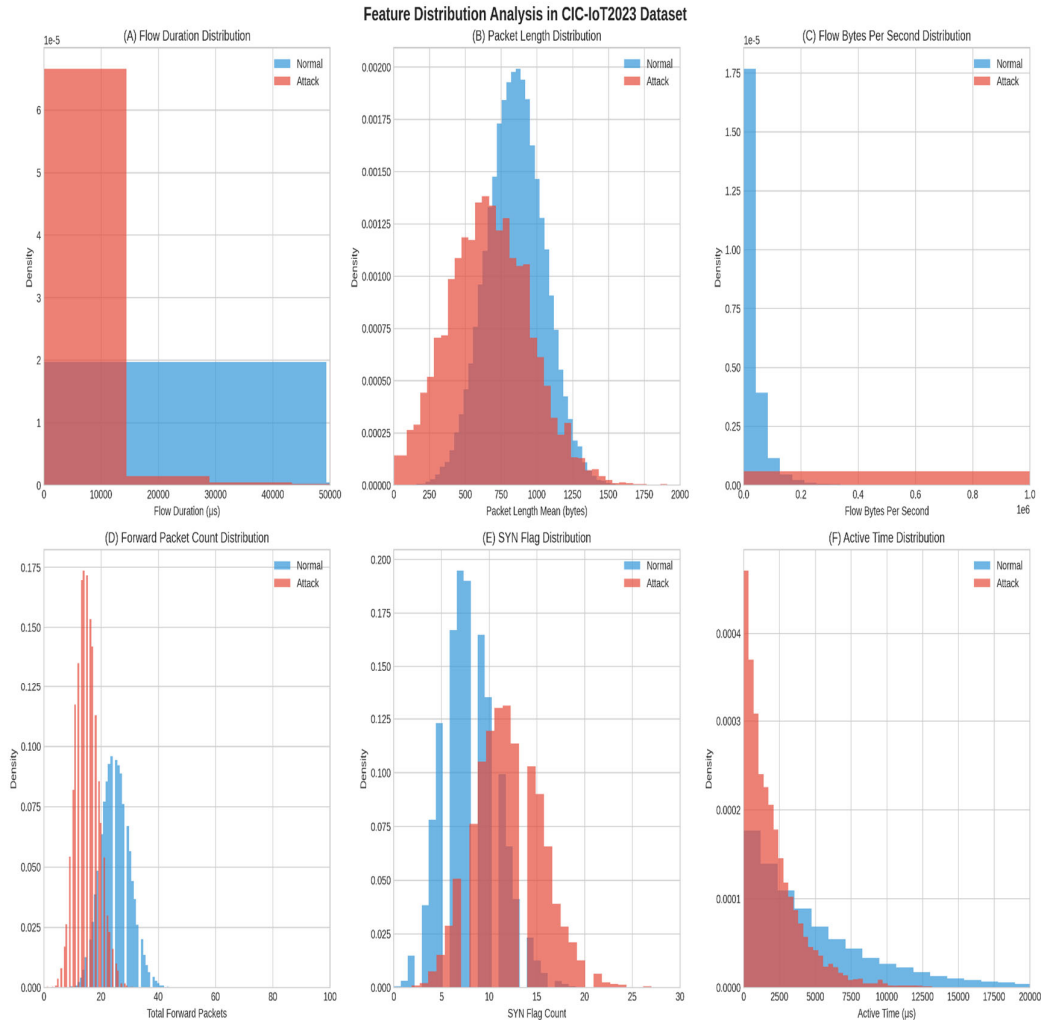 Feature Distribution Analysis in CIC-IoT2023 Dataset
(A) Flow Duration Distribution
1e-5
Normal
Attack
6
5
4
3
2
1
0
Density
0 10000 20000 30000 40000 50000
Flow Duration (µs)
(B) Packet Length Distribution
Normal
Attack
0.00200
0.00175
0.00150
0.00125
0.00100
0.00075
0.00050
0.00025
0.00000
Density
0 250 500 750 1000 1250 1500 1750 2000
Packet Length Mean (bytes)
(C) Flow Bytes Per Second Distribution
1e-5
Normal
Attack
1.75
1.50
1.25
1.00
0.75
0.50
0.25
0.00
Density
0.0 0.2 0.4 0.6 0.8 1.0
1e6
Flow Bytes Per Second
(D) Forward Packet Count Distribution
Normal
Attack
0.175
0.150
0.125
0.100
0.075
0.050
0.025
0.000
Density
0 20 40 60 80 100
Total Forward Packets
(E) SYN Flag Distribution
Normal
Attack
0.200
0.175
0.150
0.125
0.100
0.075
0.050
0.025
0.000
Density
0 5 10 15 20 25 30
SYN Flag Count
(F) Active Time Distribution
Normal
Attack
0.0004
0.0003
0.0002
0.0001
0.0000
Density
0 2500 5000 7500 10000 12500 15000 17500 20000
Active Time (µs)